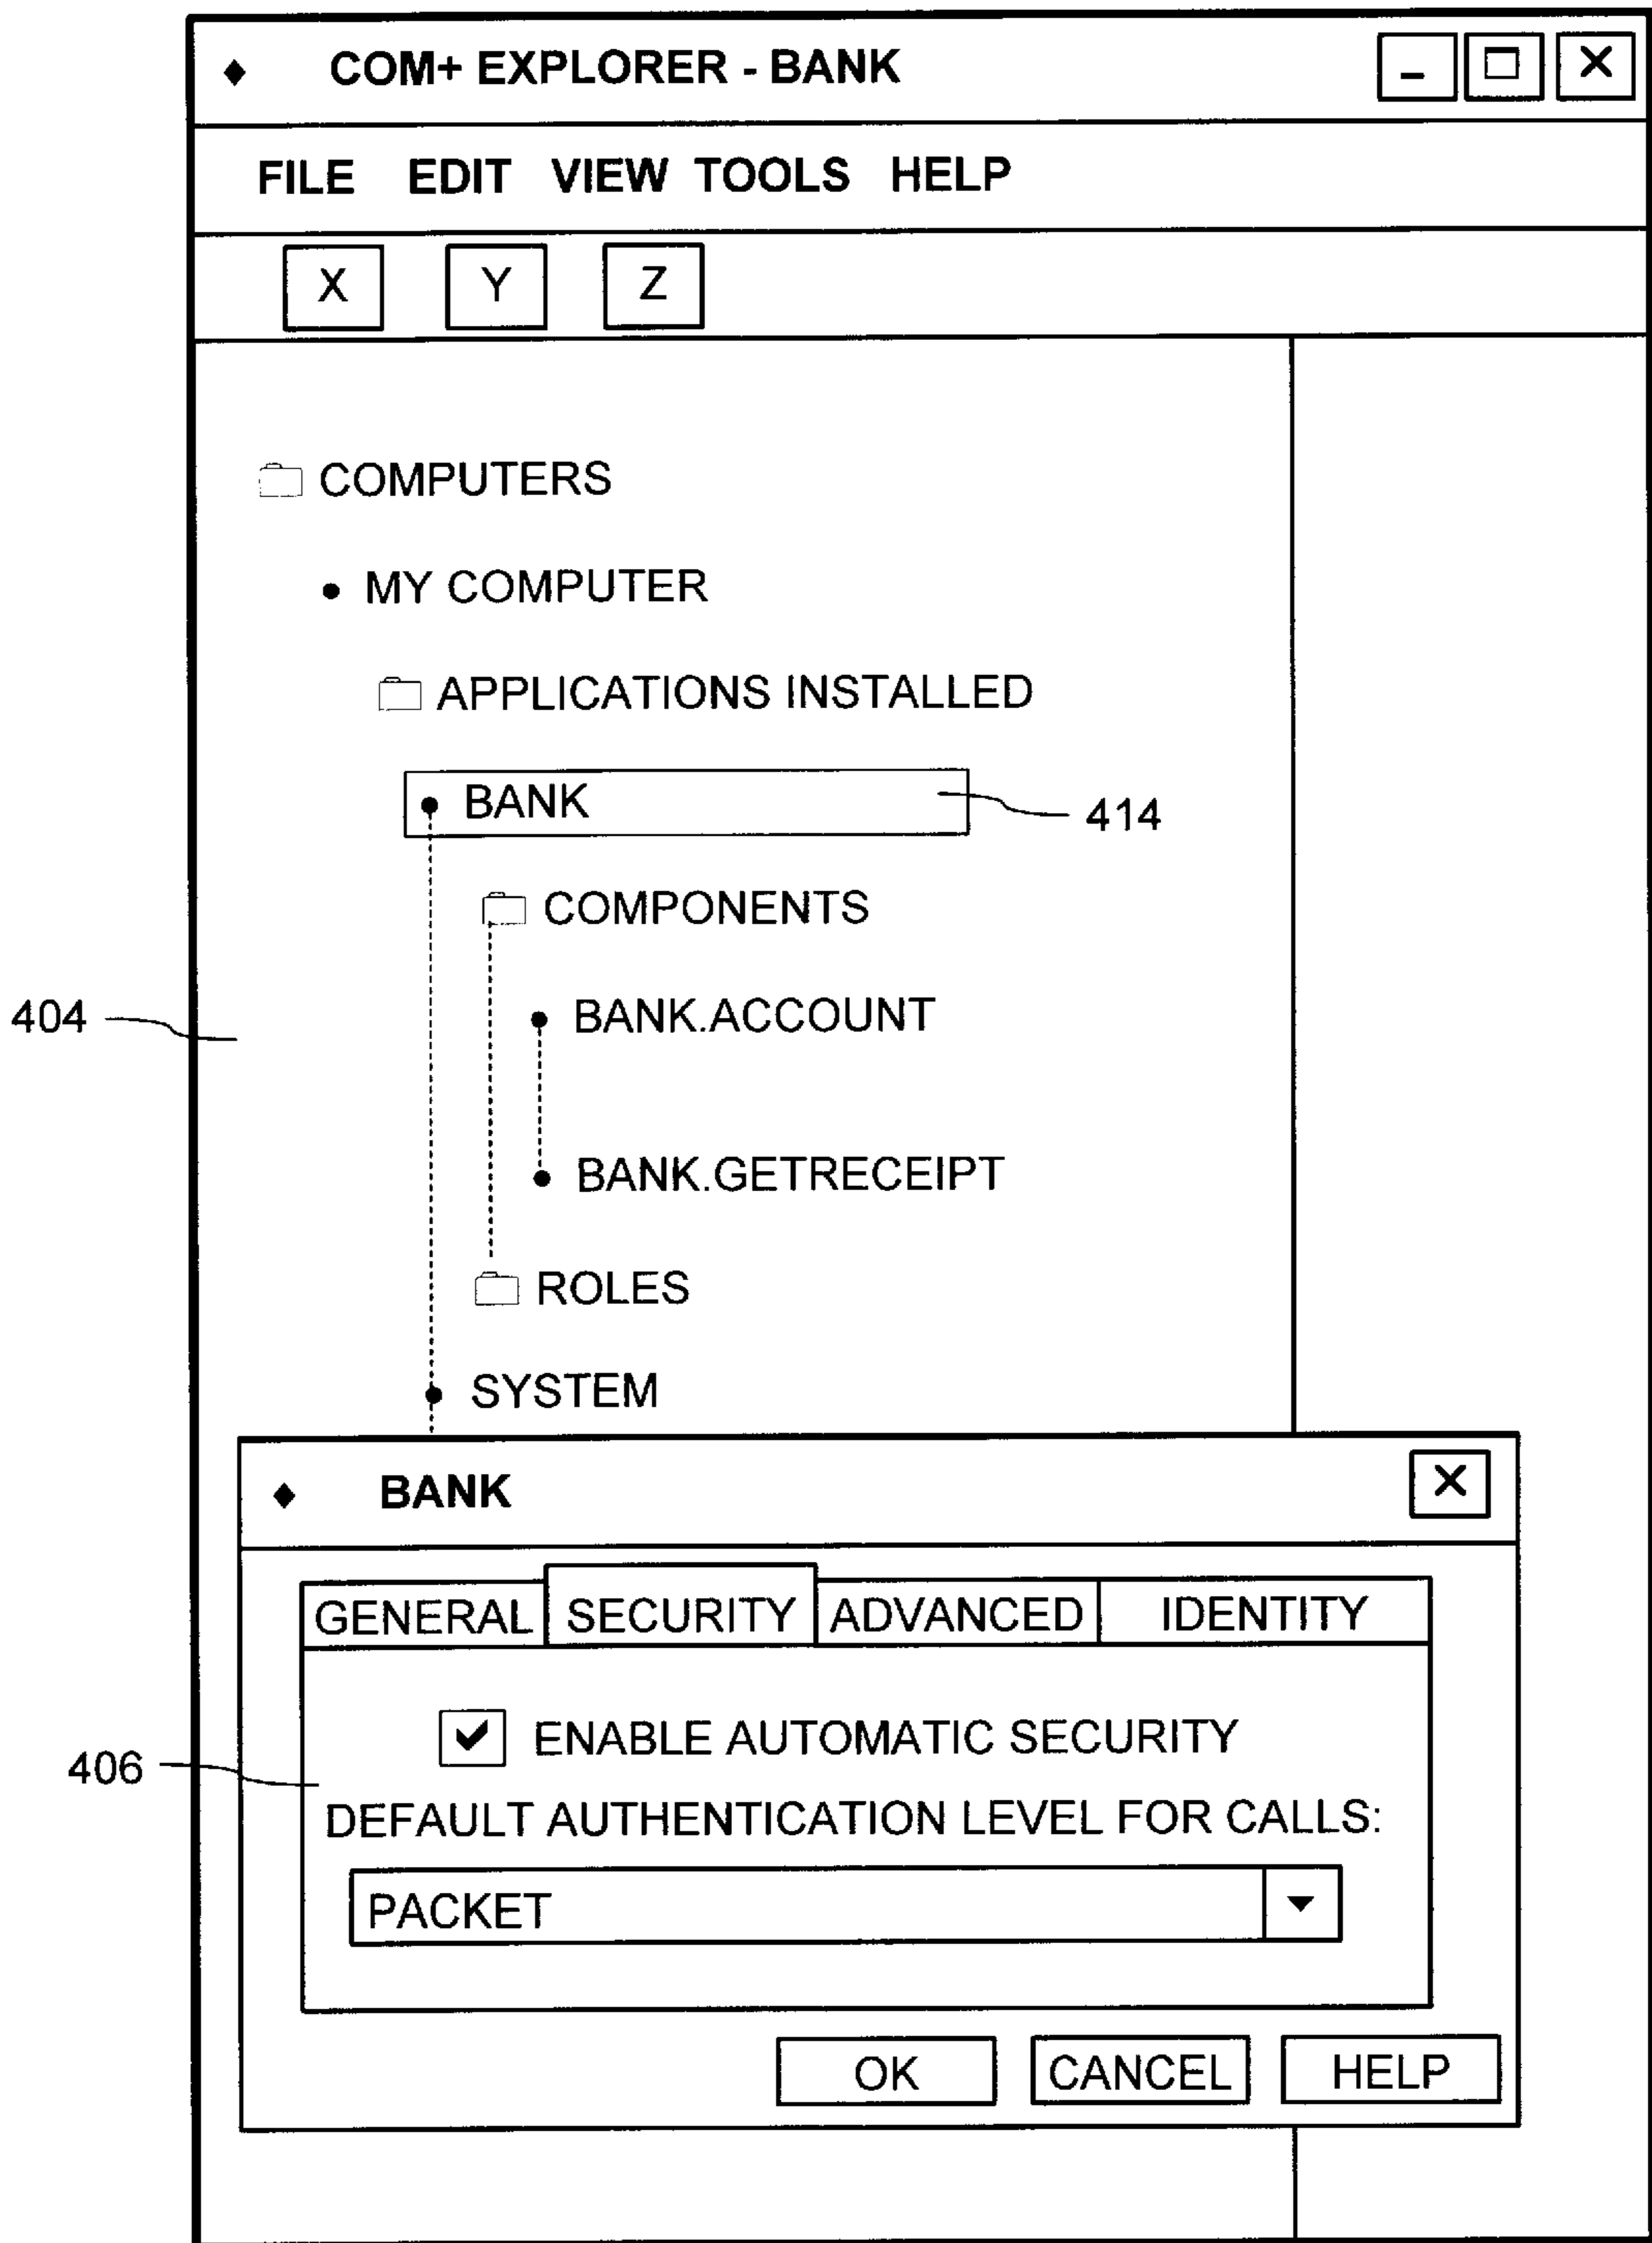 COM+ EXPLORER - BANK
FILE EDIT VIEW TOOLS HELP
X Y Z
COMPUTERS
MY COMPUTER
APPLICATIONS INSTALLED
BANK
414
COMPONENTS
404
BANK.ACCOUNT
BANK.GETRECEIPT
ROLES
SYSTEM
BANK
GENERAL SECURITY ADVANCED IDENTITY
ENABLE AUTOMATIC SECURITY
406
DEFAULT AUTHENTICATION LEVEL FOR CALLS:
PACKET
OK CANCEL HELP